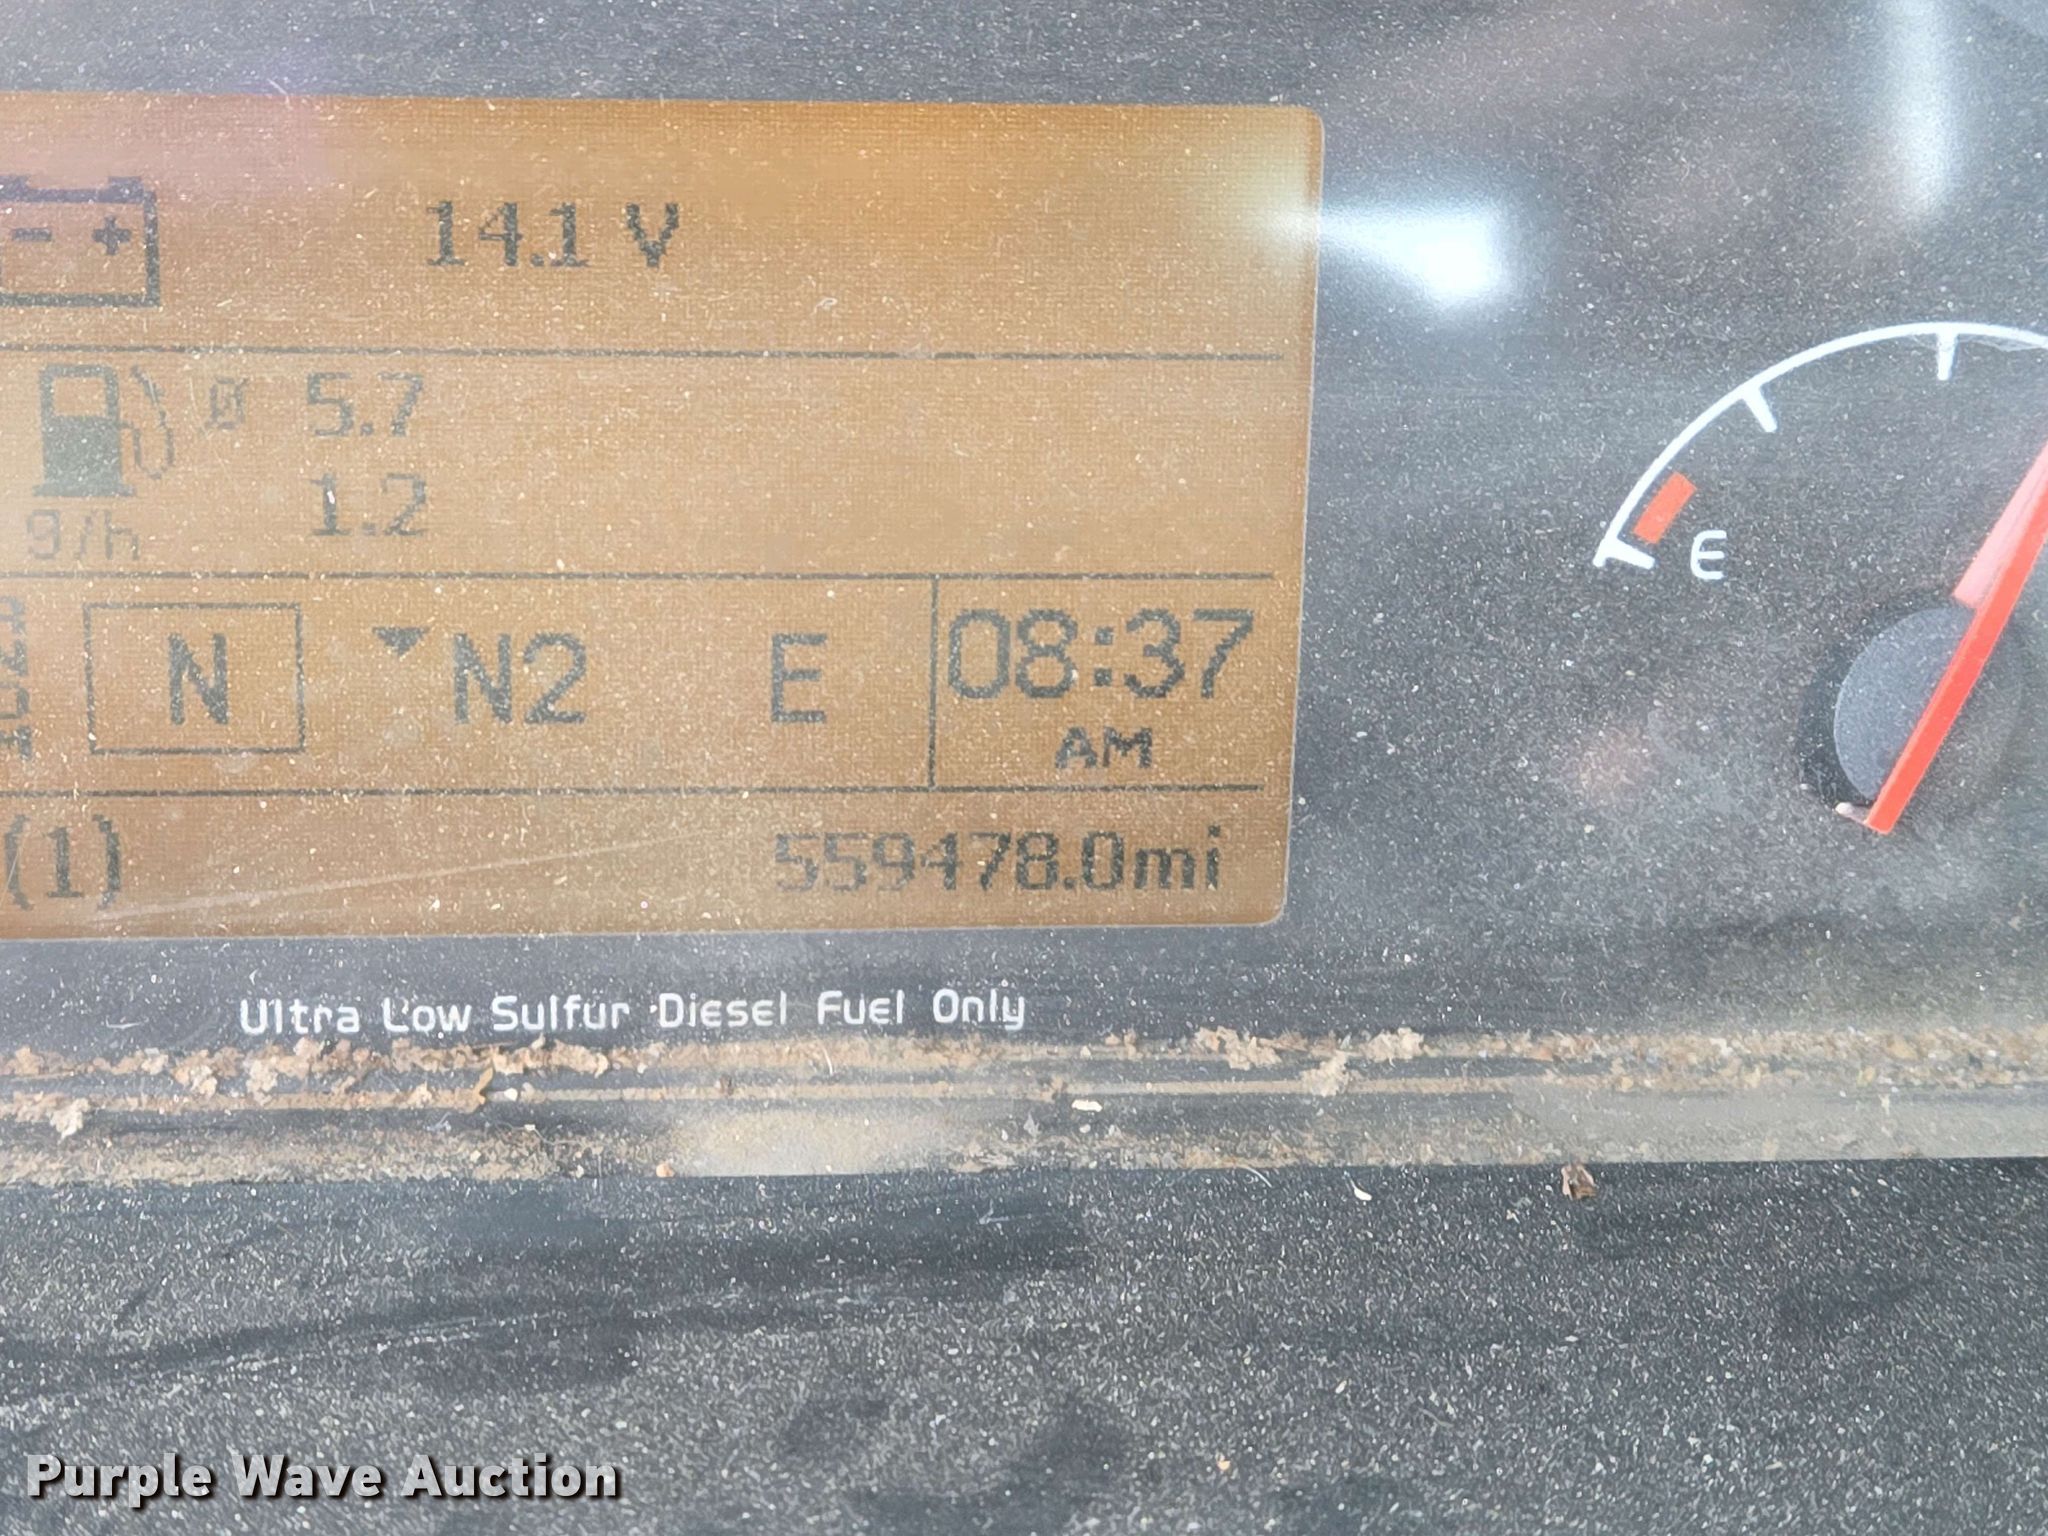 - +
14.1 V
Ø 5.7
1.2
g/h
N
N2
E
08:37
AM
(1)
559478.0mi
E
Ultra Low Sulfur Diesel Fuel Only
Purple Wave Auction